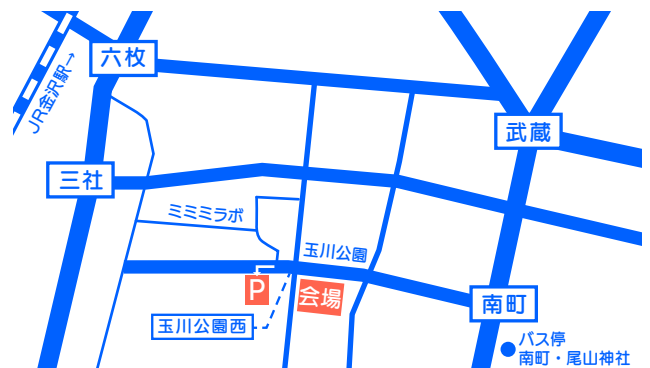 六枚
JR金沢駅→
武蔵
三社
ミミミラボ
玉川公園
P
会場
南町
玉川公園西
バス停
南町・尾山神社